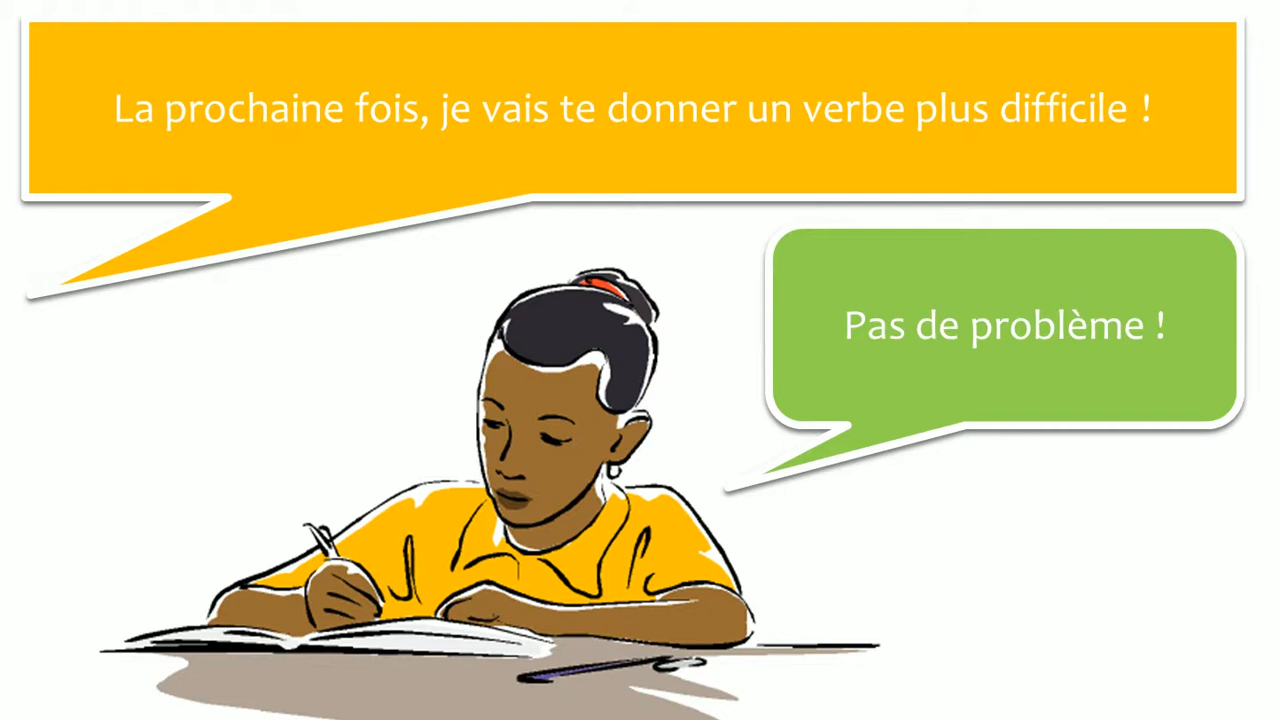 La prochaine fois, je vais te donner un verbe plus difficile !
Pas de problème !